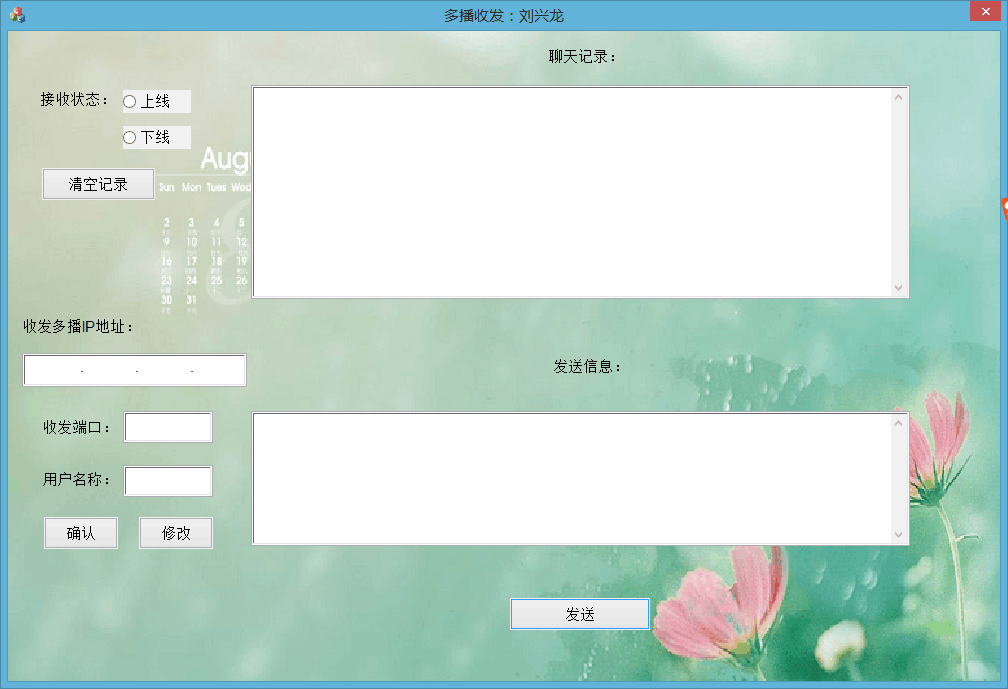 多播收发：刘兴龙
聊天记录：
接收状态：
上线
下线
清空记录
Augu
Sun Mon Tues Wed
2 3 4 5
9 10 11 12
16 17 18 19
23 24 25 26
30 31
收发多播IP地址：
. . .
发送信息：
收发端口：
用户名称：
确认 修改
发送